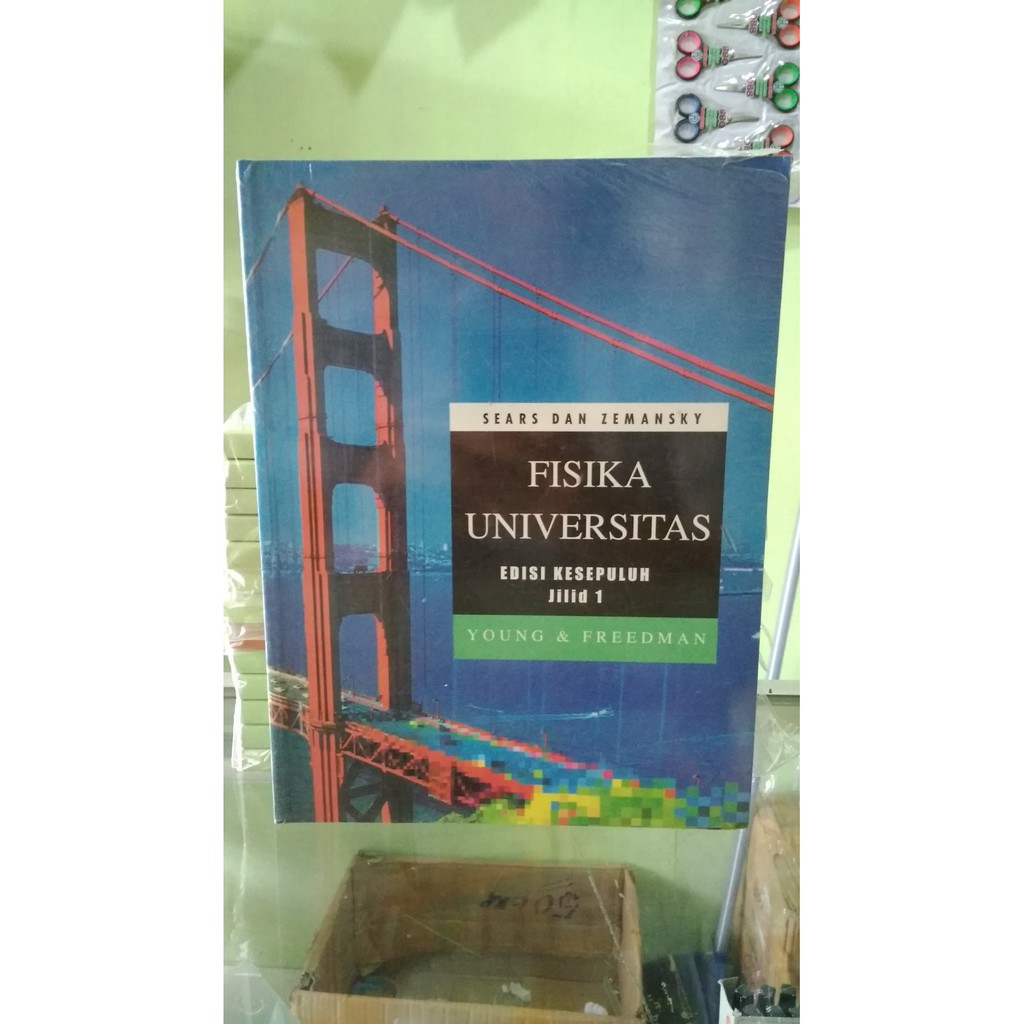 SEARS DAN ZEMANSKY
FISIKA
UNIVERSITAS
EDISI KESEPULUH
Jilid 1
YOUNG & FREEDMAN